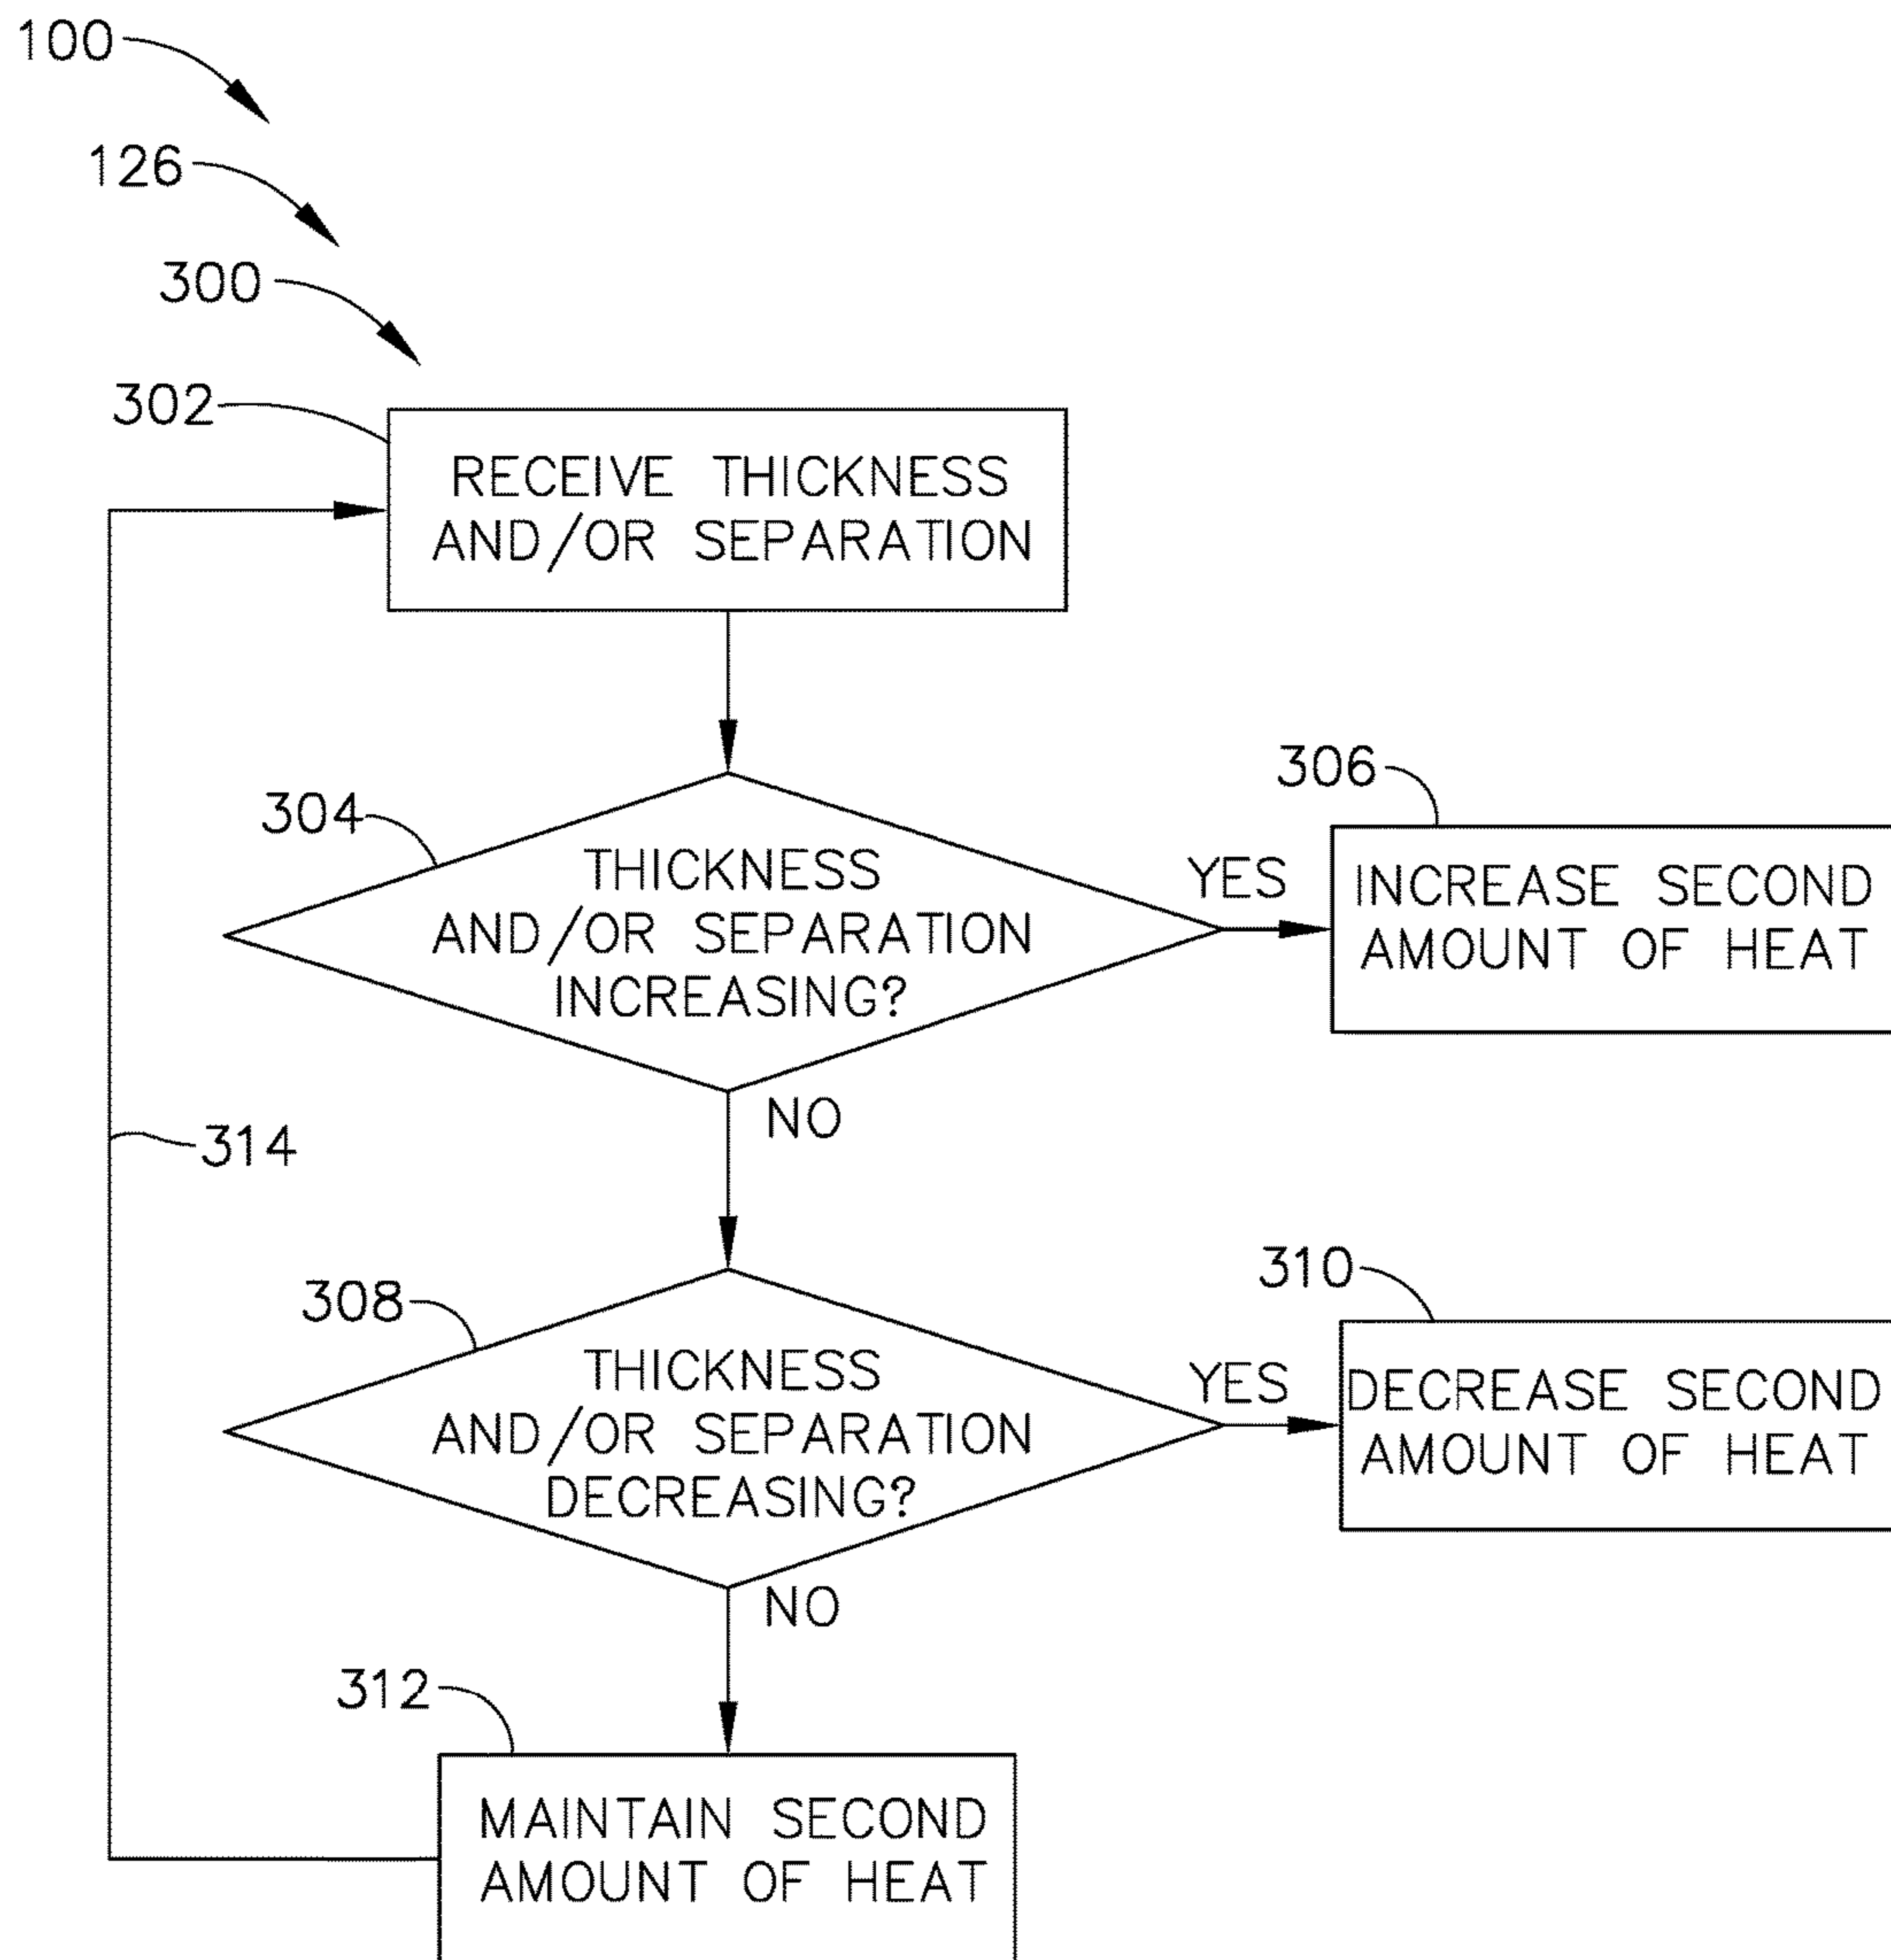 100
126
300
302
RECEIVE THICKNESS
AND/OR SEPARATION
304
THICKNESS
AND/OR SEPARATION
INCREASING?
YES
306
INCREASE SECOND
AMOUNT OF HEAT
NO
314
308
THICKNESS
AND/OR SEPARATION
DECREASING?
YES
310
DECREASE SECOND
AMOUNT OF HEAT
NO
312
MAINTAIN SECOND
AMOUNT OF HEAT